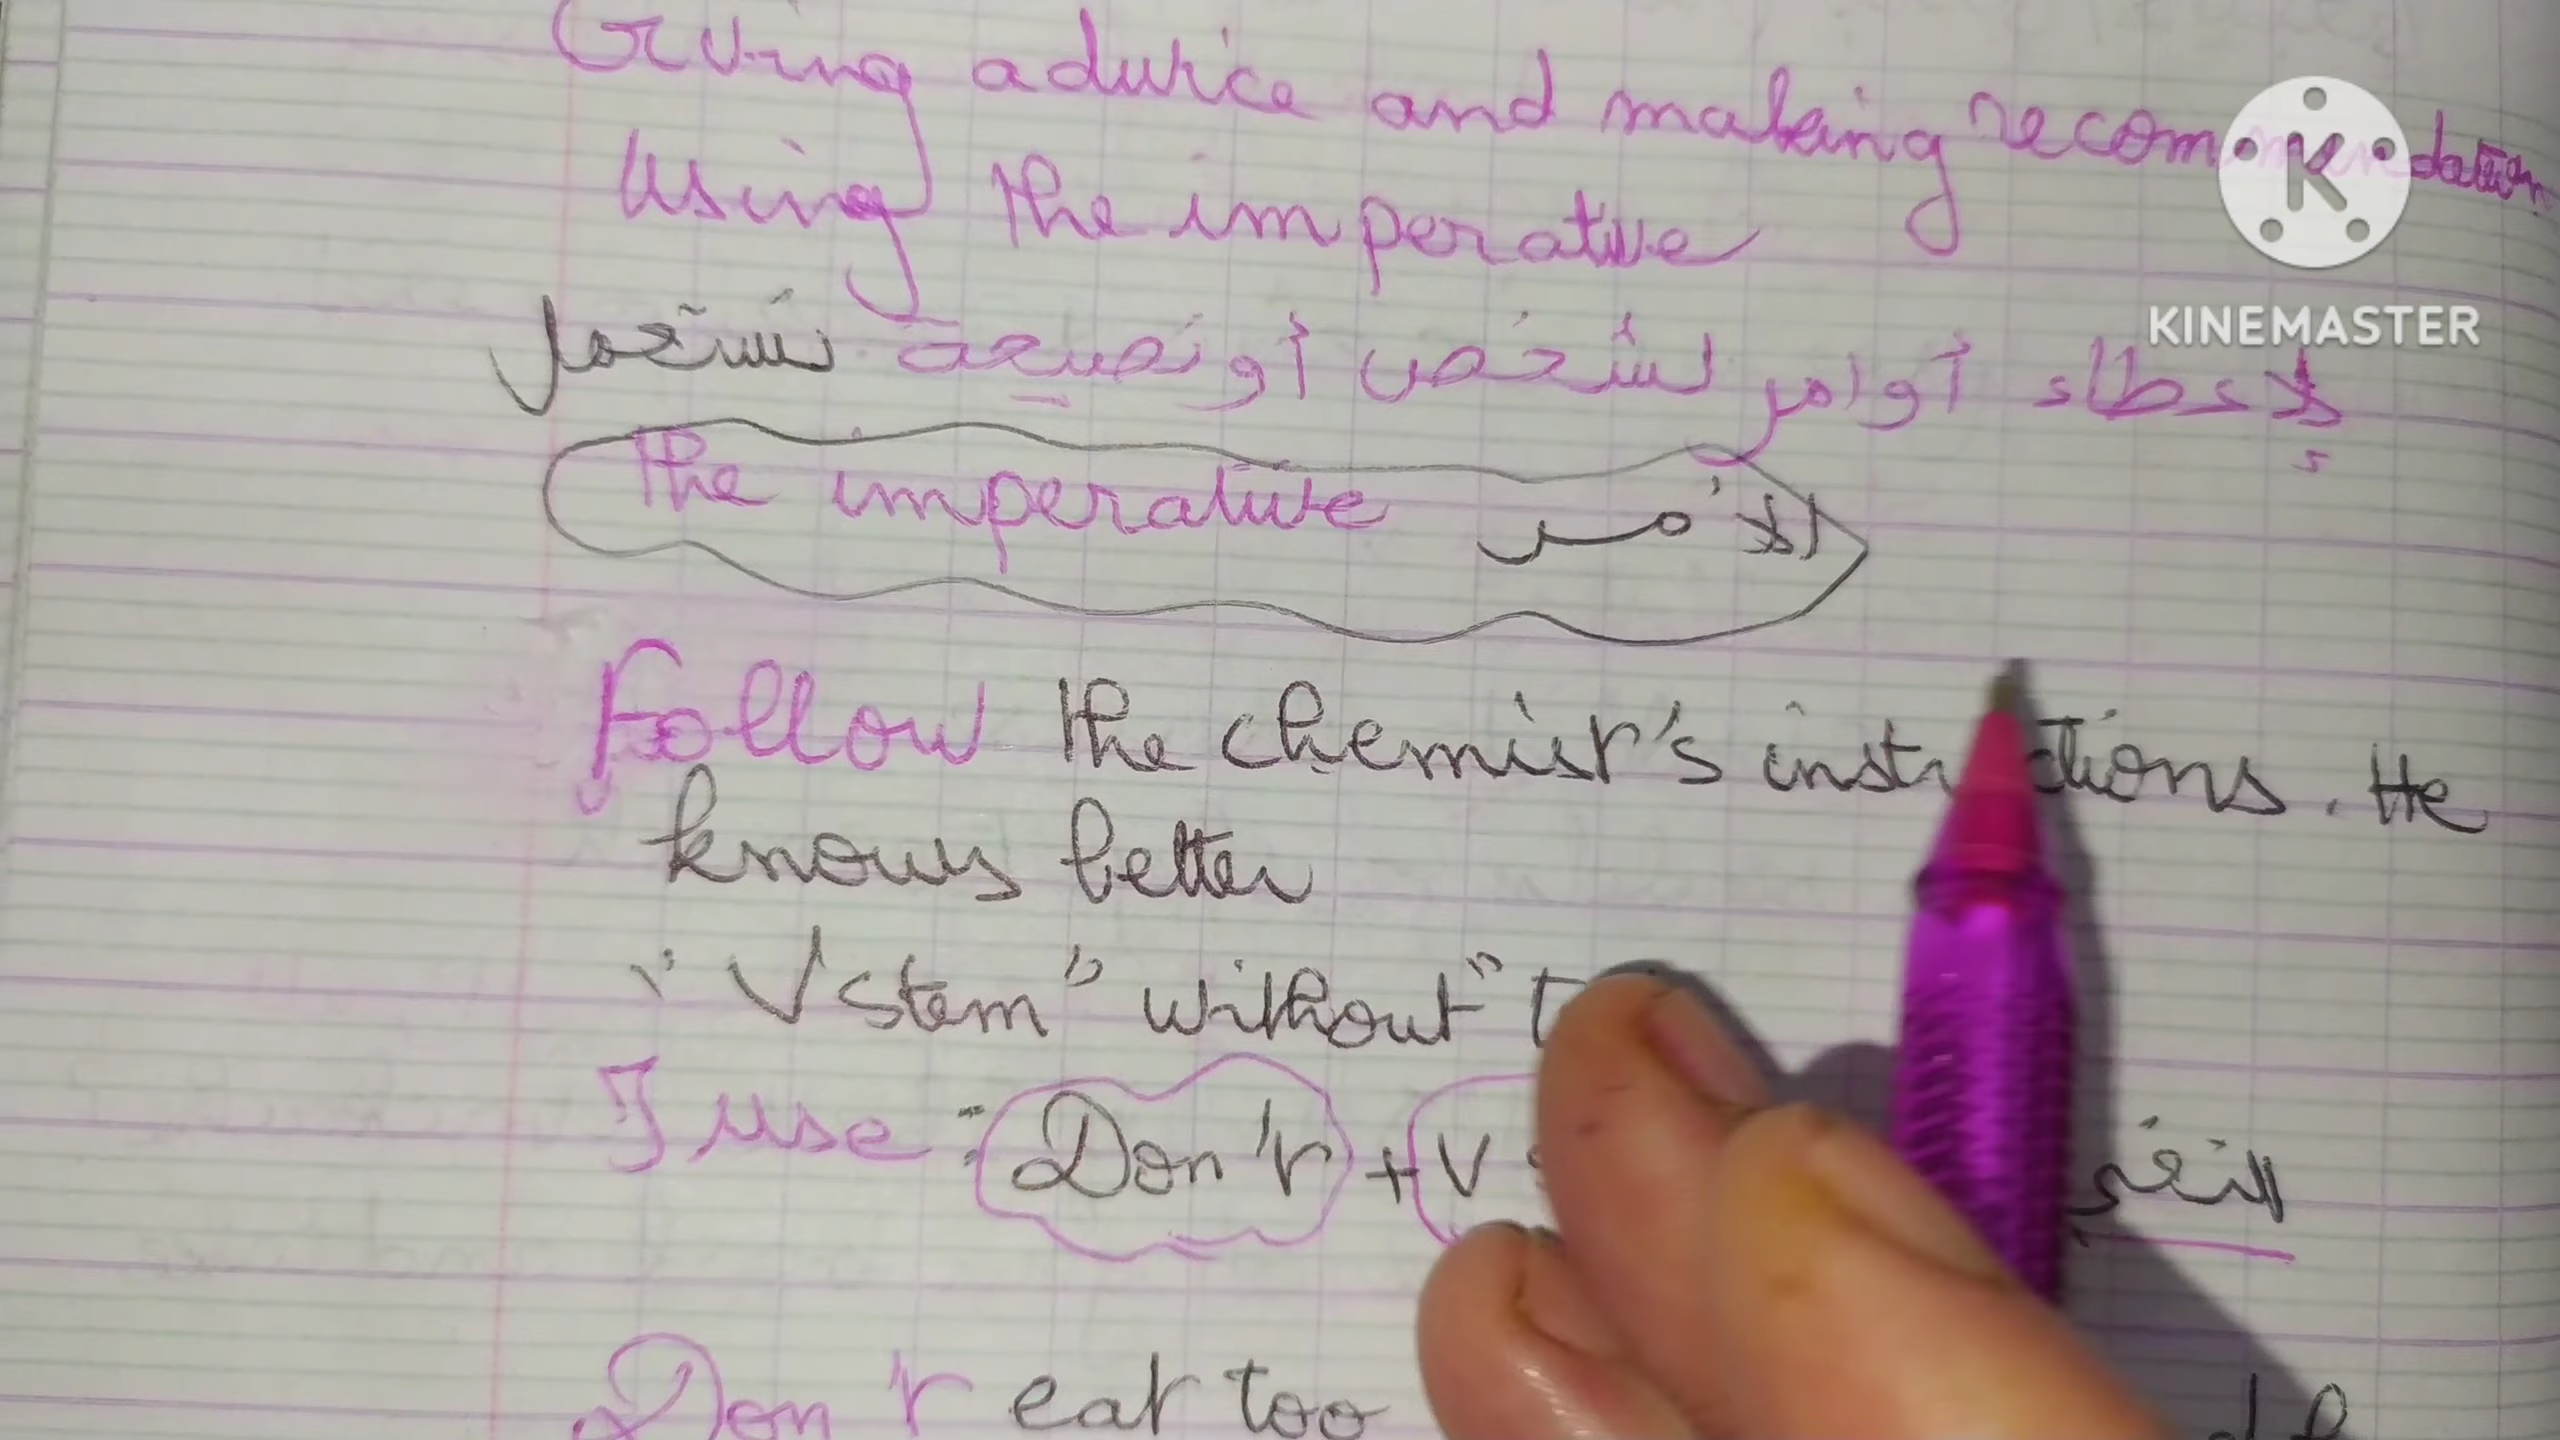 Giving advice and making recommendation
Using the imperative
لإعطاء أوامر لشخص أو نصيحة نستعمل
the imperative الأمر
Follow the chemist's instructions. He
knows better
"V stem" without "
I use : Don't + V النفي
Don't eat too
KINEMASTER